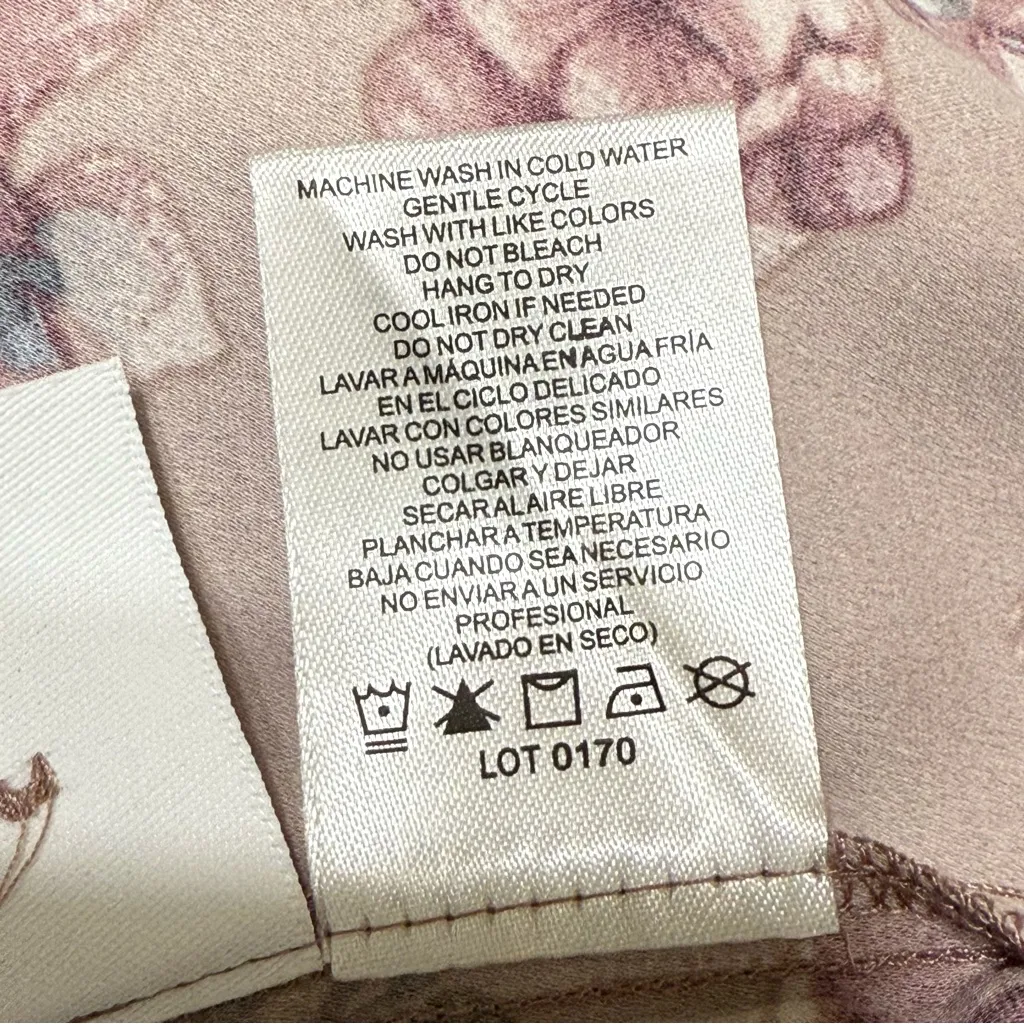 MACHINE WASH IN COLD WATER
GENTLE CYCLE
WASH WITH LIKE COLORS
DO NOT BLEACH
HANG TO DRY
COOL IRON IF NEEDED
DO NOT DRY CLEAN
LAVAR A MÁQUINA EN AGUA FRÍA
EN EL CICLO DELICADO
LAVAR CON COLORES SIMILARES
NO USAR BLANQUEADOR
COLGAR Y DEJAR
SECAR AL AIRE LIBRE
PLANCHAR A TEMPERATURA
BAJA CUANDO SEA NECESARIO
NO ENVIAR A UN SERVICIO
PROFESIONAL
(LAVADO EN SECO)
LOT 0170